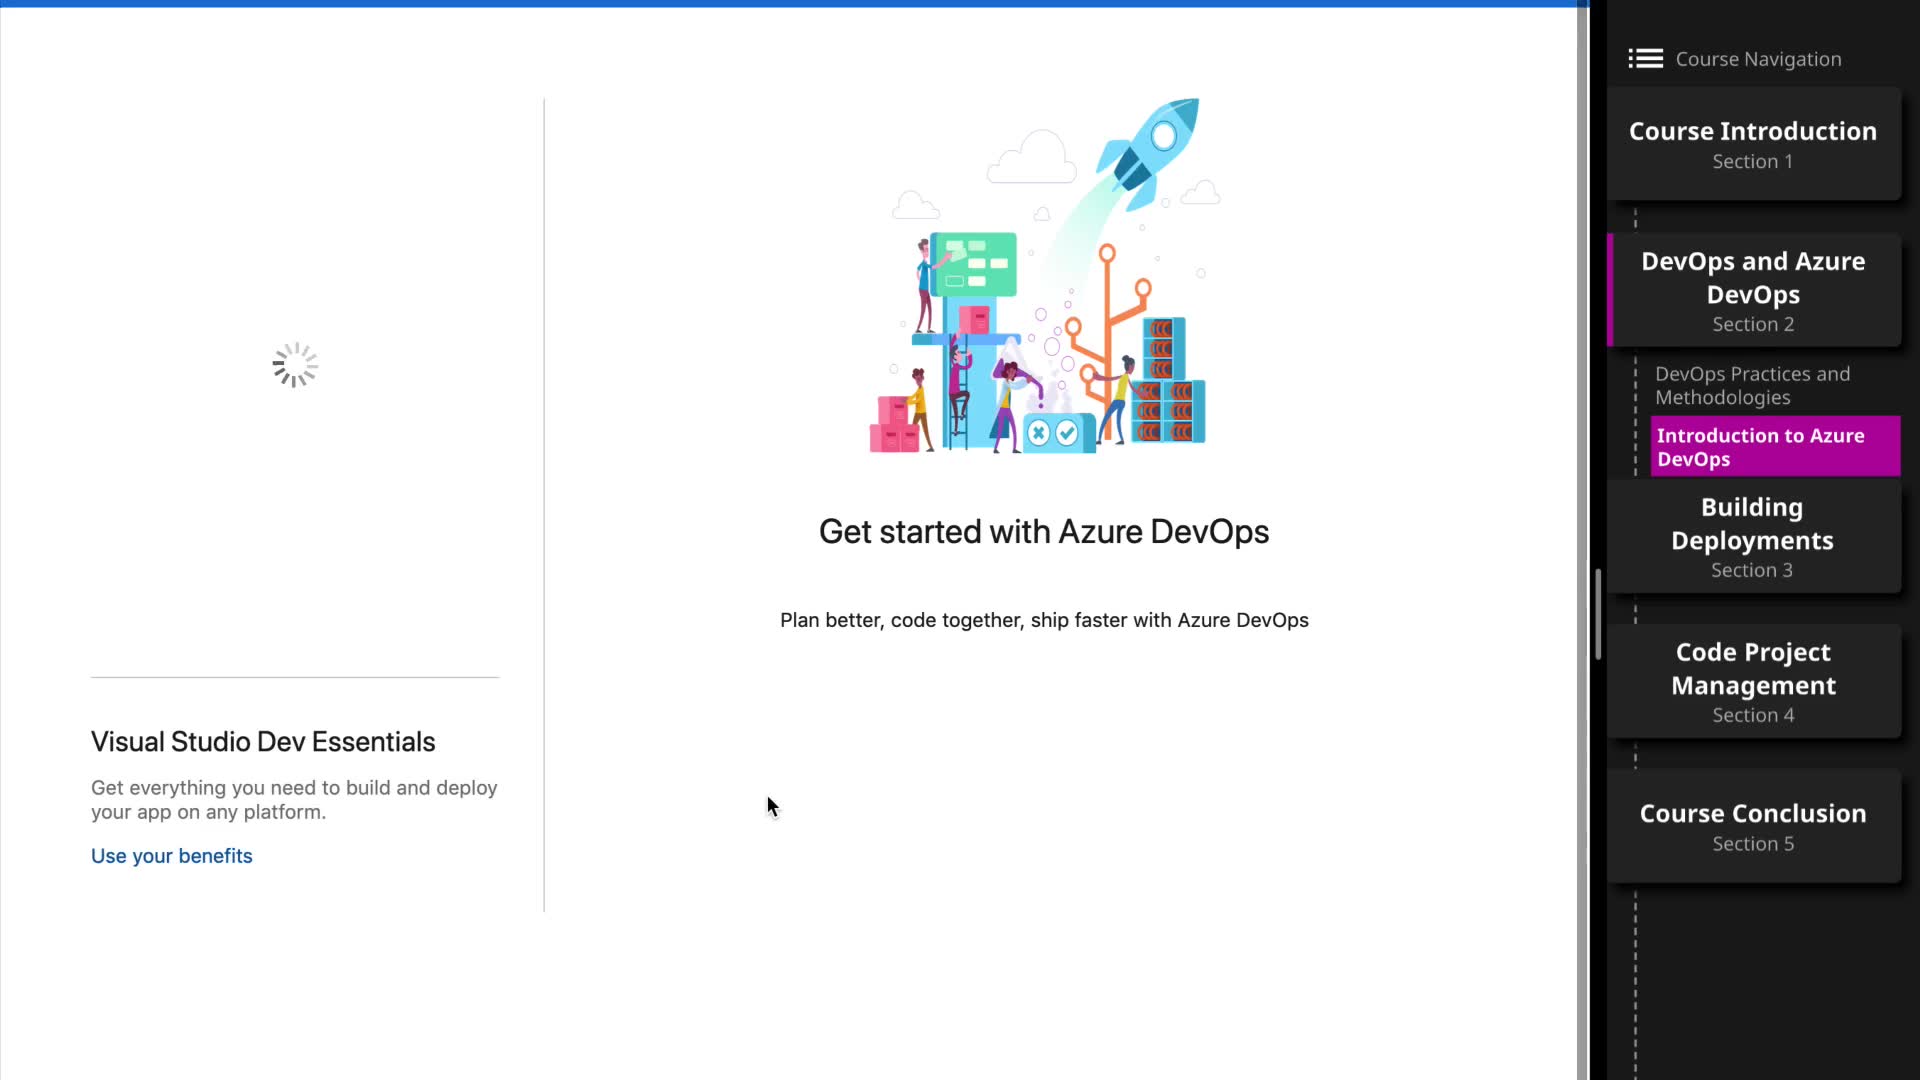 Get started with Azure DevOps
Plan better, code together, ship faster with Azure DevOps
Visual Studio Dev Essentials
Get everything you need to build and deploy
your app on any platform.
Use your benefits
Course Navigation
Course Introduction
Section 1
DevOps and Azure
DevOps
Section 2
DevOps Practices and
Methodologies
Introduction to Azure
DevOps
Building
Deployments
Section 3
Code Project
Management
Section 4
Course Conclusion
Section 5